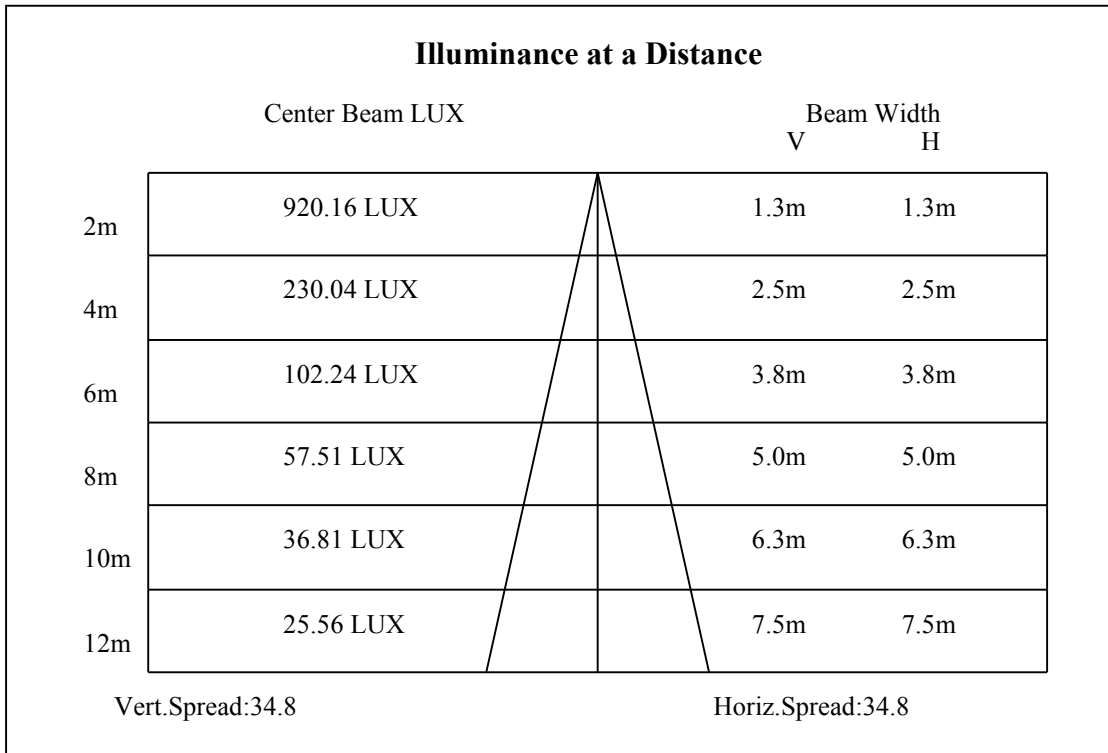 Illuminance at a Distance
Center Beam LUX Beam Width
V H
2m 920.16 LUX 1.3m 1.3m
4m 230.04 LUX 2.5m 2.5m
6m 102.24 LUX 3.8m 3.8m
8m 57.51 LUX 5.0m 5.0m
10m 36.81 LUX 6.3m 6.3m
12m 25.56 LUX 7.5m 7.5m
Vert.Spread:34.8 Horiz.Spread:34.8